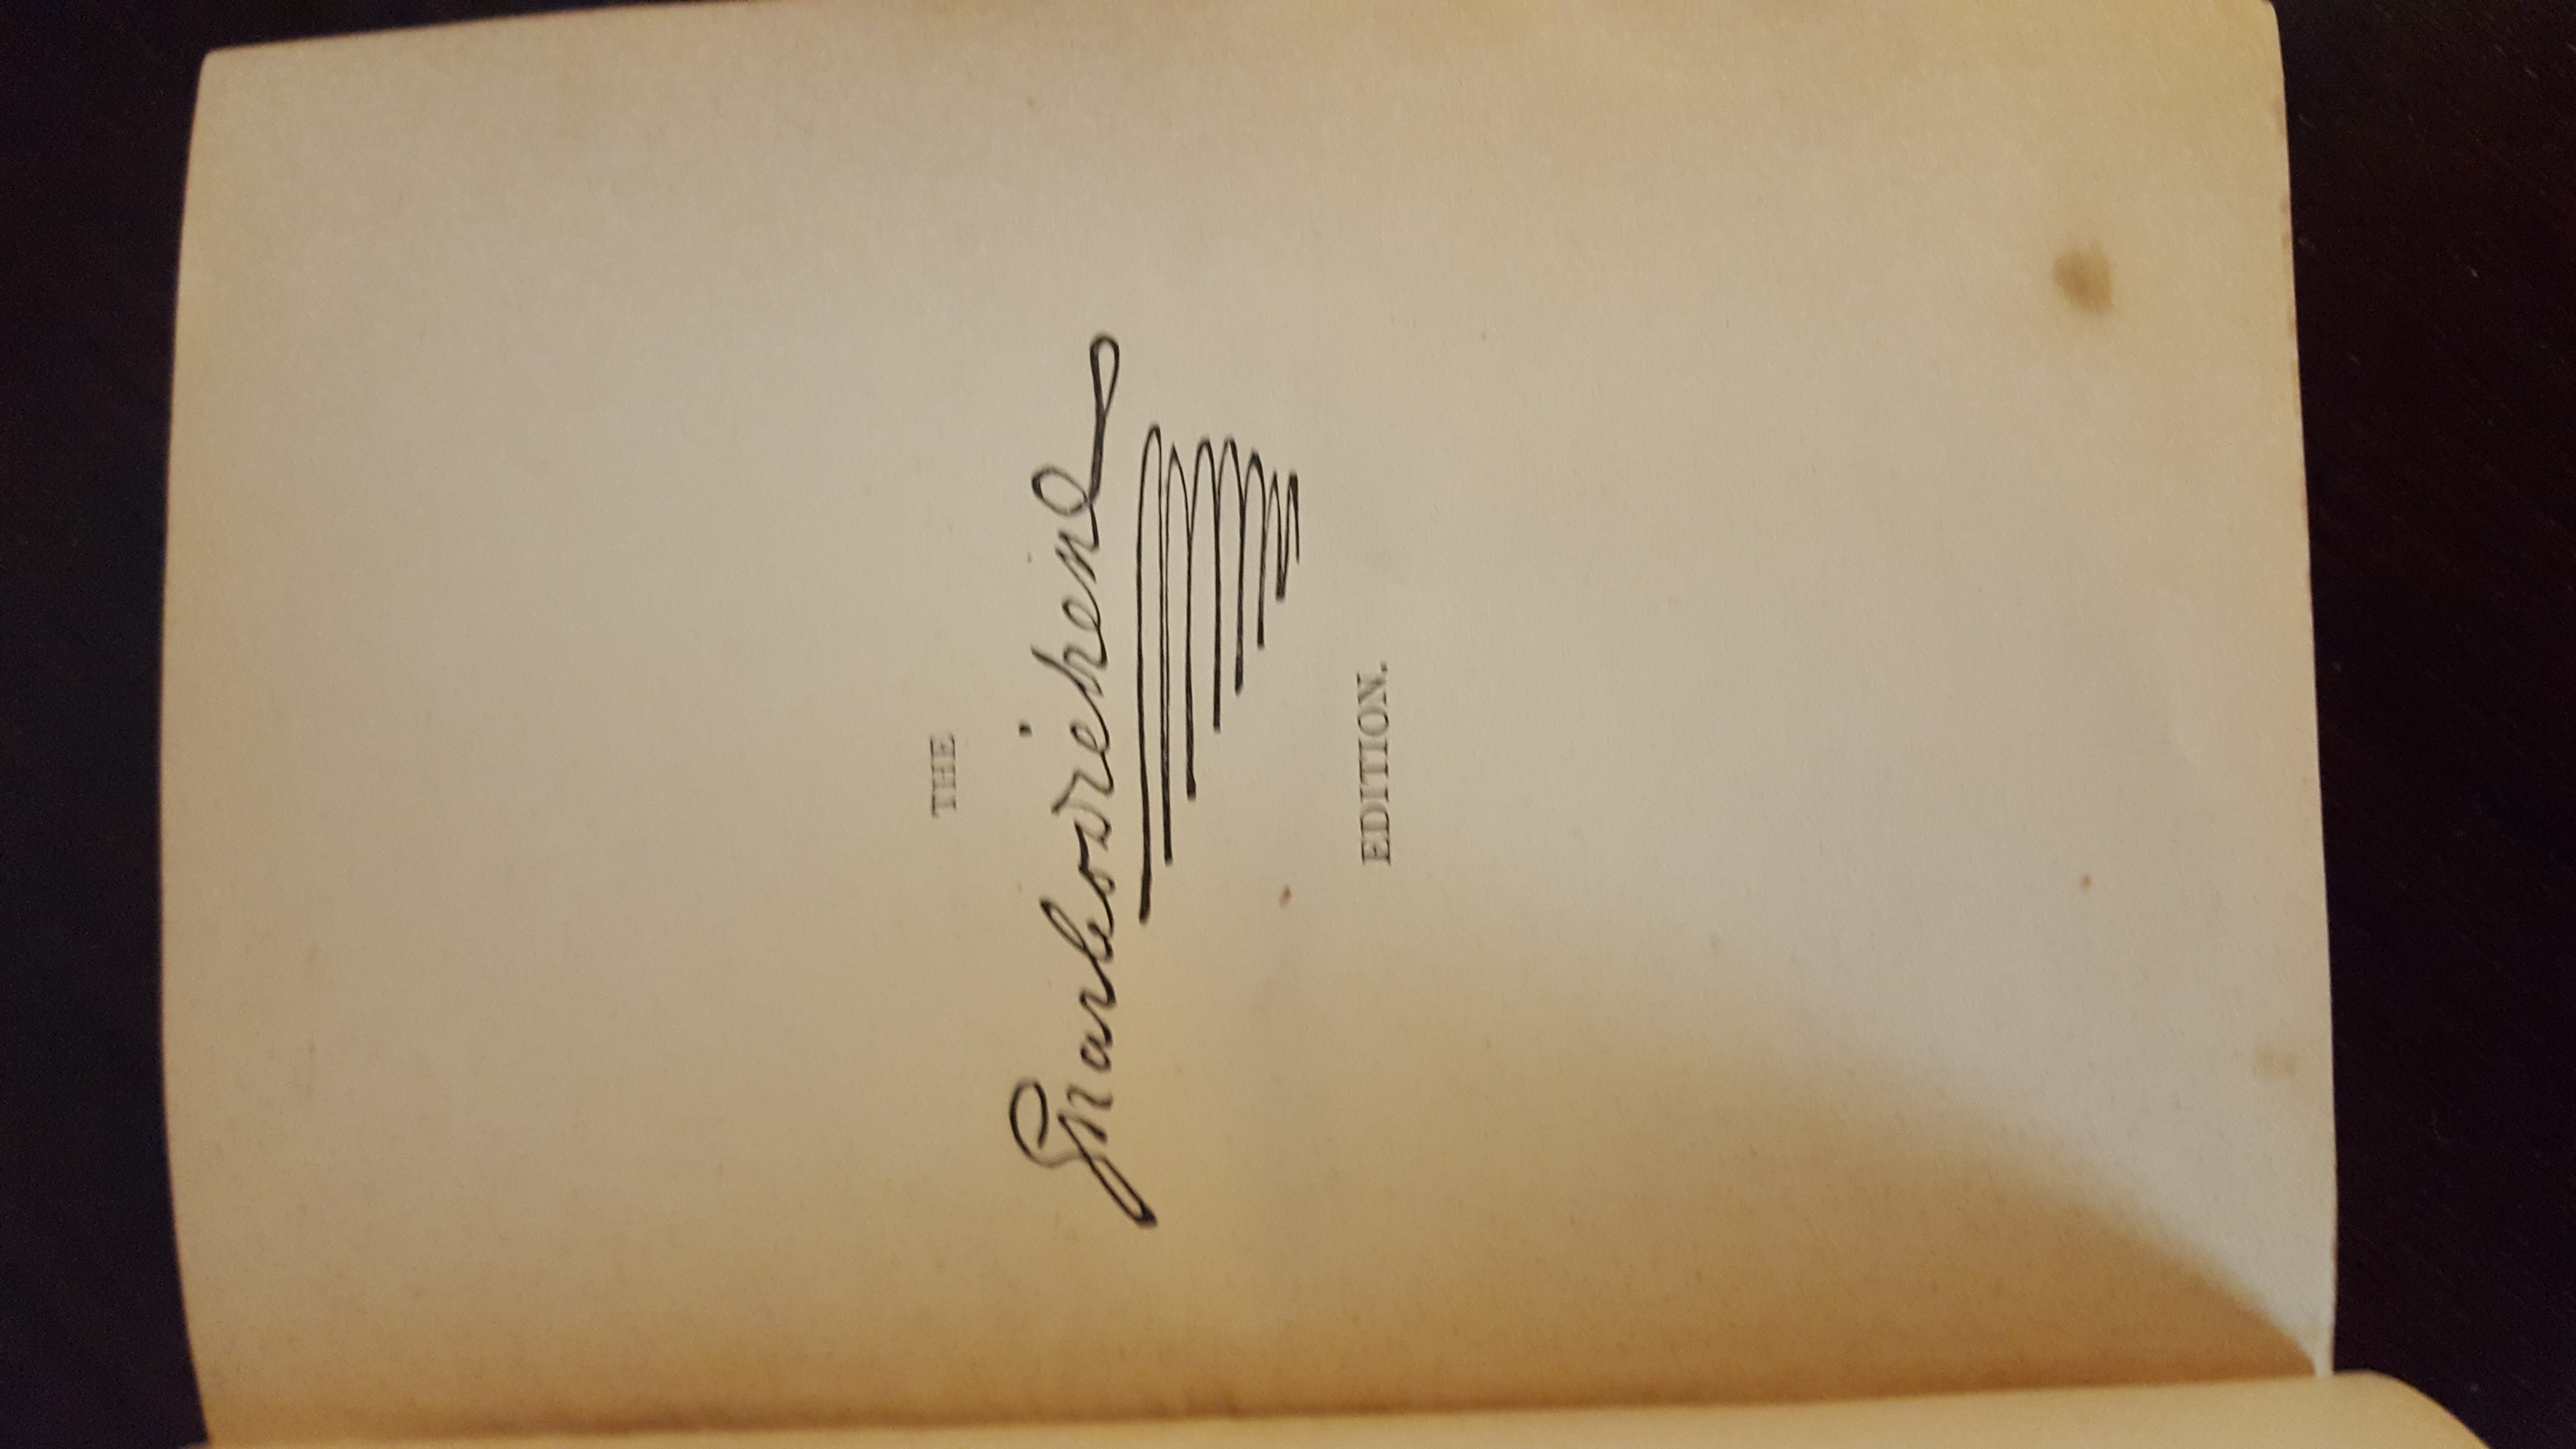 THE
Charles Dickens
EDITION.